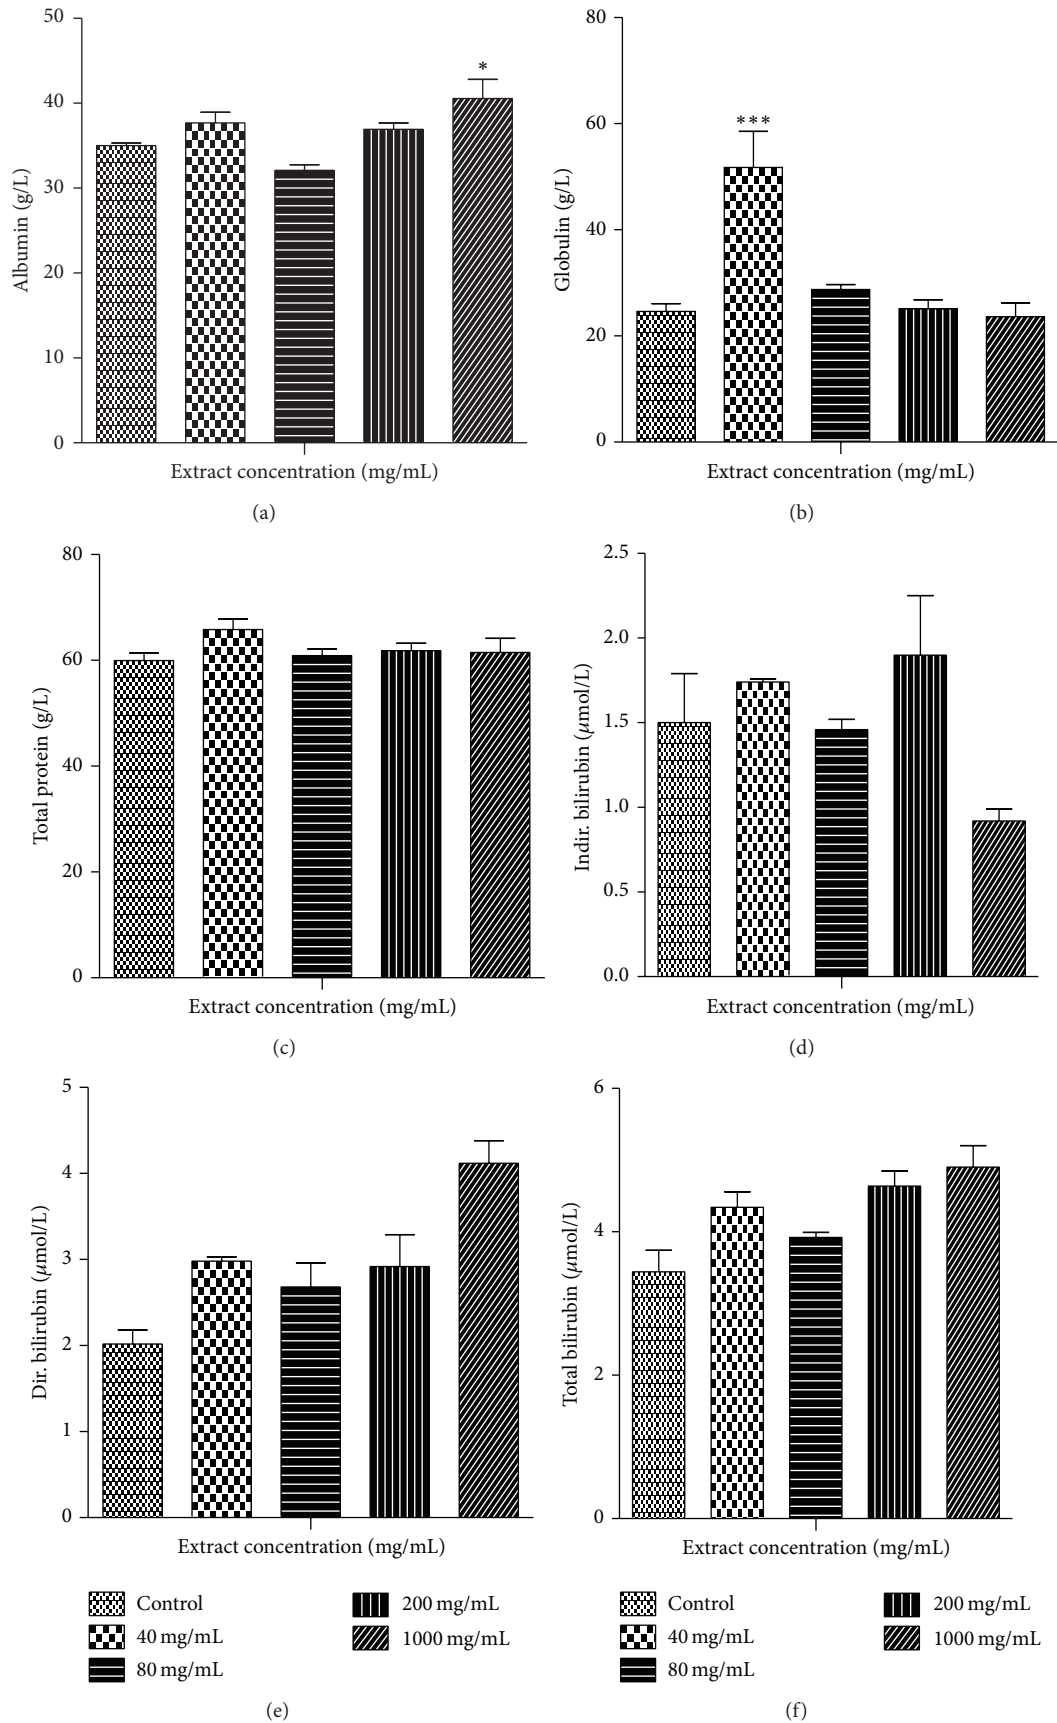 50
40
30
20
10
0
Albumin (g/L)
*
Extract concentration (mg/mL)
(a)
80
60
40
20
0
Globulin (g/L)
***
Extract concentration (mg/mL)
(b)
80
60
40
20
0
Total protein (g/L)
Extract concentration (mg/mL)
(c)
2.5
2.0
1.5
1.0
0.5
0.0
Indir. bilirubin (μmol/L)
Extract concentration (mg/mL)
(d)
5
4
3
2
1
0
Dir. bilirubin (μmol/L)
Extract concentration (mg/mL)
Control
40 mg/mL
80 mg/mL
200 mg/mL
1000 mg/mL
(e)
6
4
2
0
Total bilirubin (μmol/L)
Extract concentration (mg/mL)
Control
40 mg/mL
80 mg/mL
200 mg/mL
1000 mg/mL
(f)